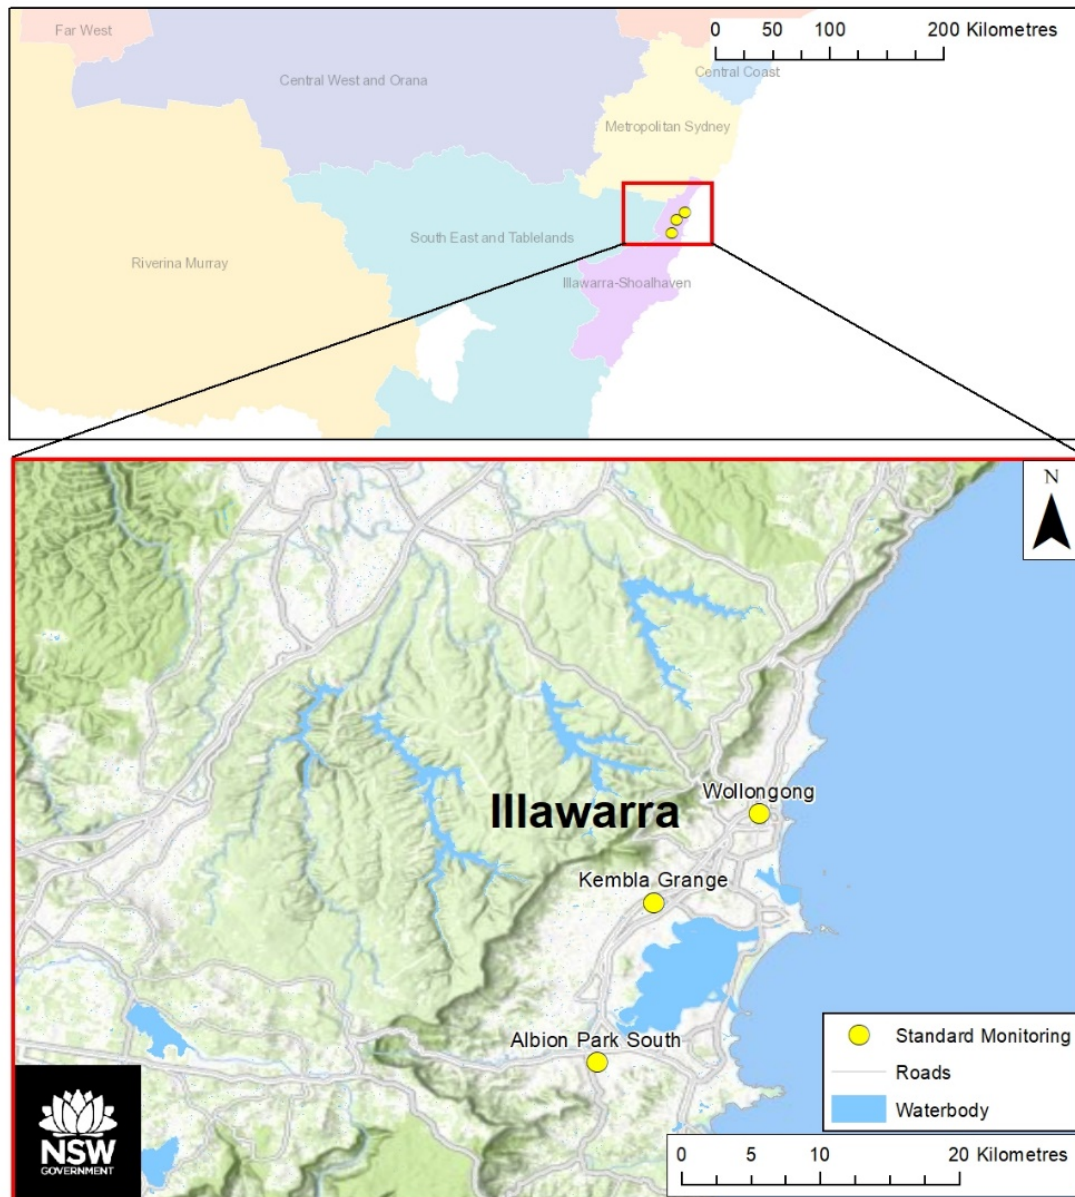 Far West
0 50 100 200 Kilometres
Central West and Orana
Central Coast
Metropolitan Sydney
South East and Tablelands
Riverina Murray
Illawarra-Shoalhaven
N
Wollongong
Illawarra
Kembla Grange
Albion Park South
Standard Monitoring
Roads
Waterbody
NSW
GOVERNMENT
0 5 10 20 Kilometres